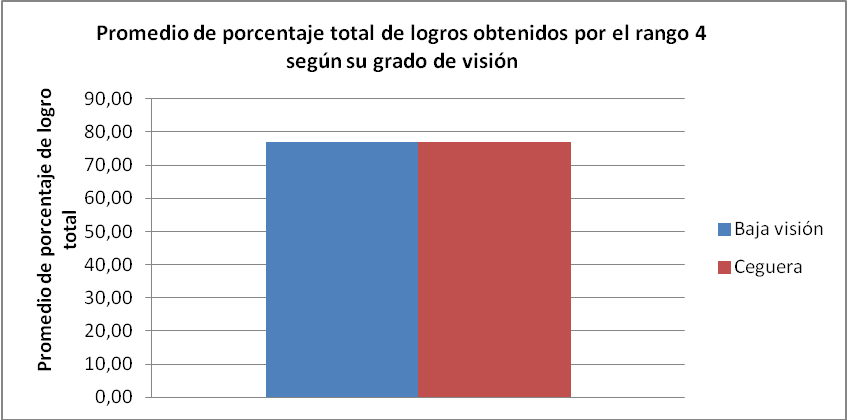 Promedio de porcentaje total de logros obtenidos por el rango 4
según su grado de visión
Promedio de porcentaje de logro
total
90,00
80,00
70,00
60,00
50,00
40,00
30,00
20,00
10,00
0,00
Baja visión
Ceguera